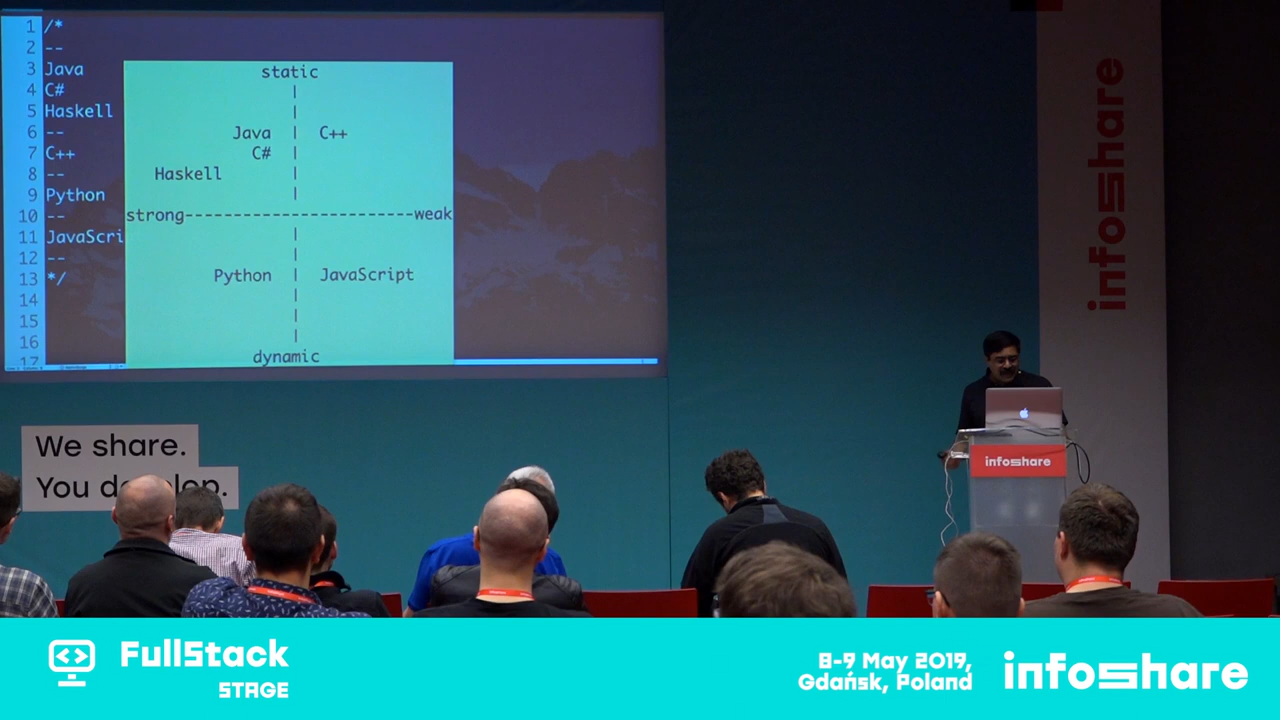 1 /*
2 --
3 Java
4 C#
5 Haskell
6 --
7 C++
8 --
9 Python
10 --
11 JavaScri
12 --
13 */
14
15
16
17
static
Java | C++
C# |
Haskell |
strong---------------------------weak
Python | JavaScript
dynamic
infoshare
infoshare
We share.
You develop.
FullStack
STAGE
8-9 May 2019,
Gdańsk, Poland
infoshare